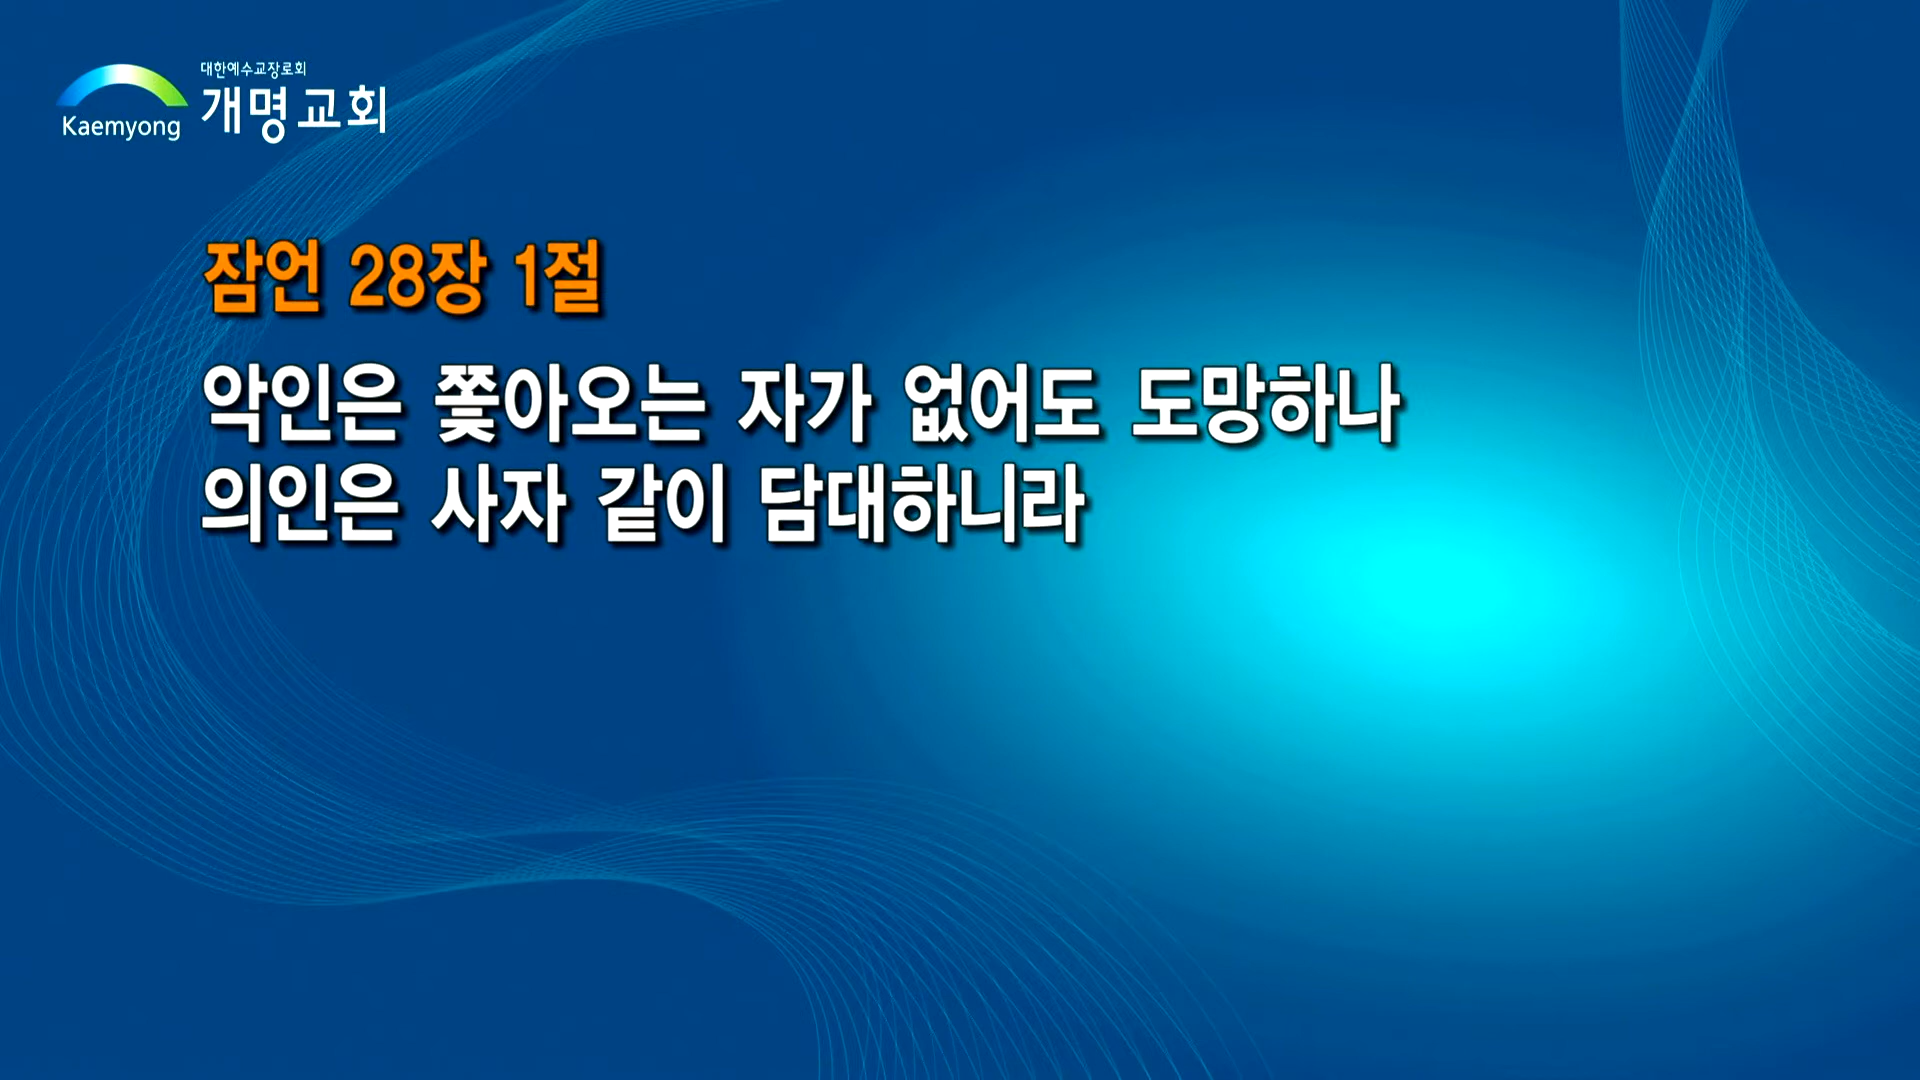 대한예수교장로회
개명교회
Kaemyong
잠언 28장 1절
악인은 쫓아오는 자가 없어도 도망하나
의인은 사자 같이 담대하니라